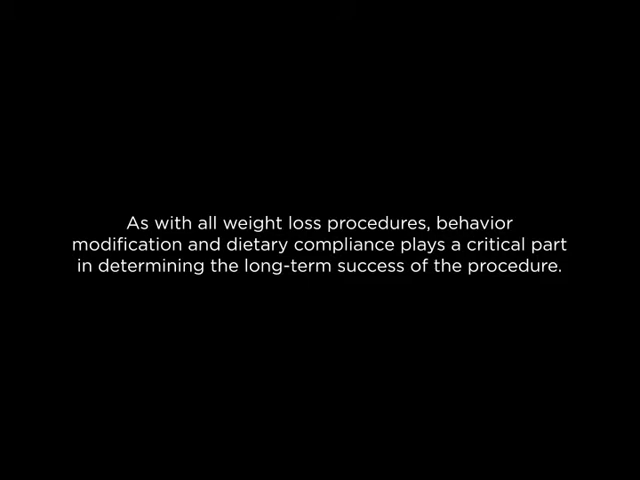 As with all weight loss procedures, behavior
modification and dietary compliance plays a critical part
in determining the long-term success of the procedure.